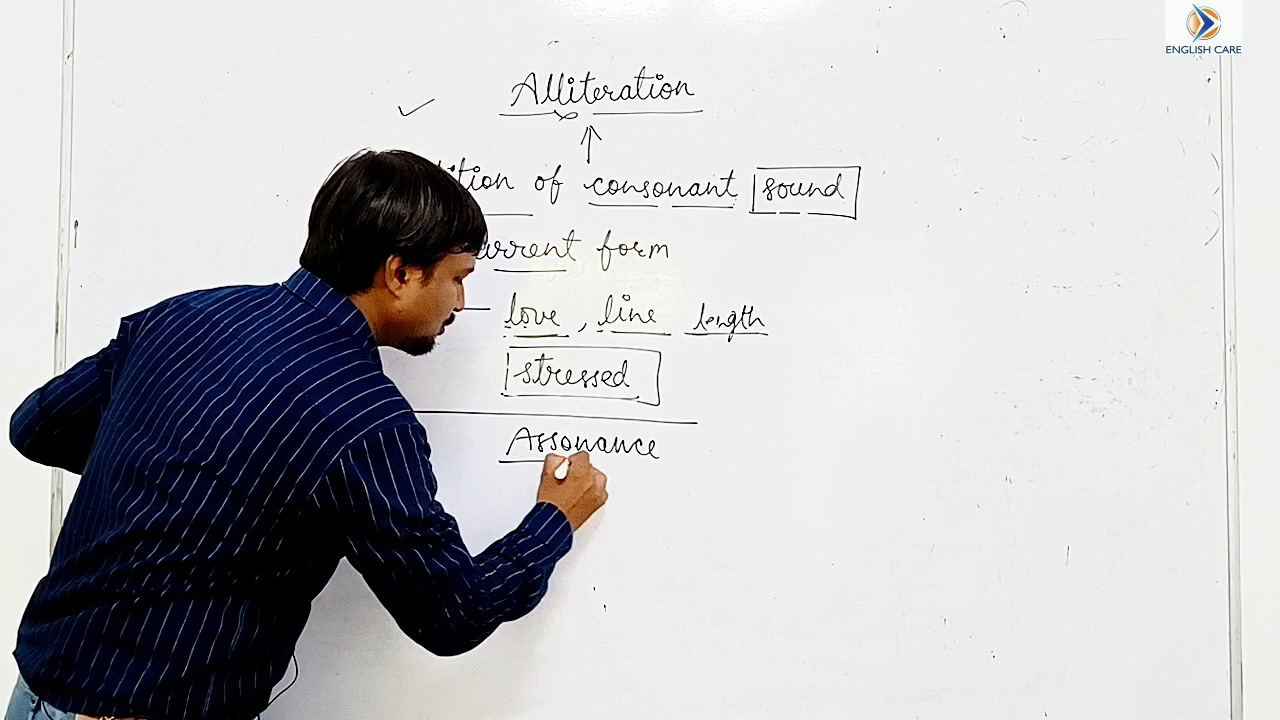 ENGLISH CARE
Alliteration
ition of consonant sound
urrent form
love, line length
stressed
Assonance